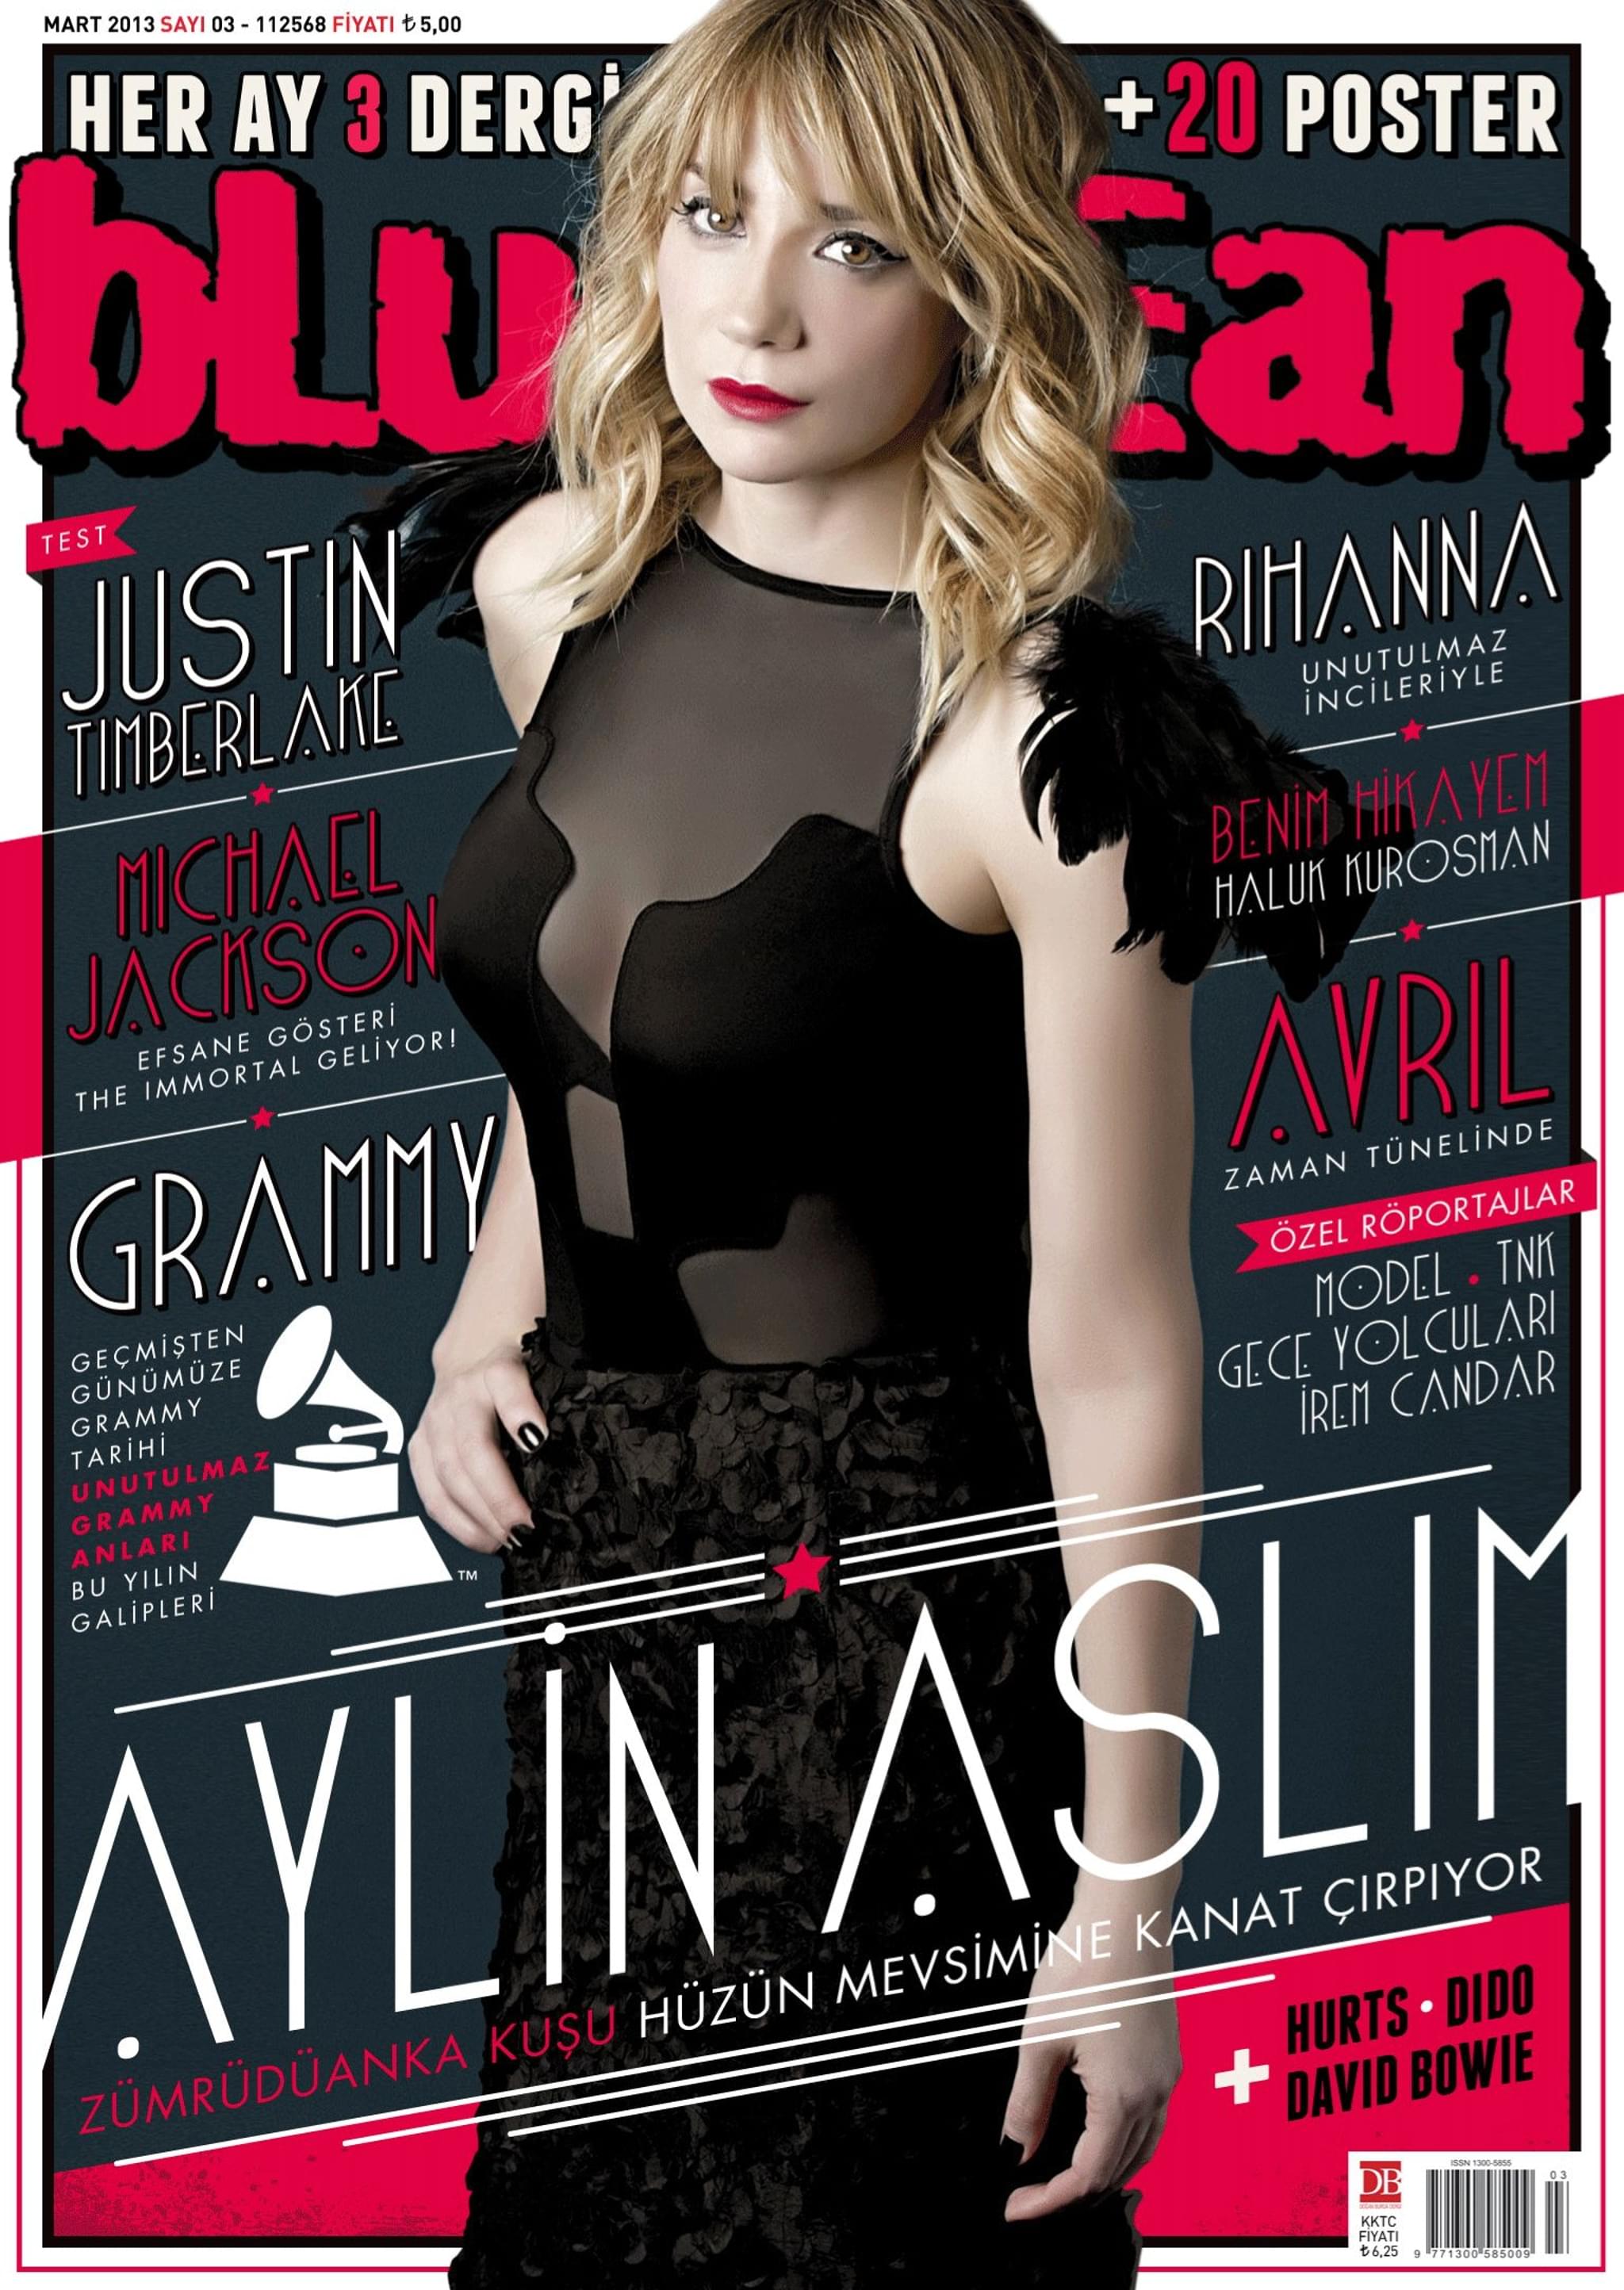 MART 2013 SAYI 03 - 112568 FİYATI ₺5,00
HER AY 3 DERGİ +20 POSTER
bLu Ean
TEST
JUSTIN
TIMBERLAKE
MICHAEL
JACKSON
EFSANE GÖSTERİ
THE IMMORTAL GELİYOR!
GRAMMY
GEÇMİŞTEN
GÜNÜMÜZE
GRAMMY
TARİHİ
UNUTULMAZ
GRAMMY
ANLARI
BU YILIN
GALİPLERİ
TM
RIHANNA
UNUTULMAZ
İNCİLERİYLE
BENİM HİKAYEM
HALUK KUROSMAN
AVRIL
ZAMAN TÜNELİNDE
ÖZEL RÖPORTAJLAR
MODEL • TNK
GECE YOLCULARI
İREM CANDAR
AYLİN ASLIM
ZÜMRÜDÜANKA KUŞU HÜZÜN MEVSİMİNE KANAT ÇIRPIYOR
+ HURTS • DIDO
DAVID BOWIE
DB
KKTC
FİYATI
₺6,25
ISSN 1300-5855
03
9 771300 585009